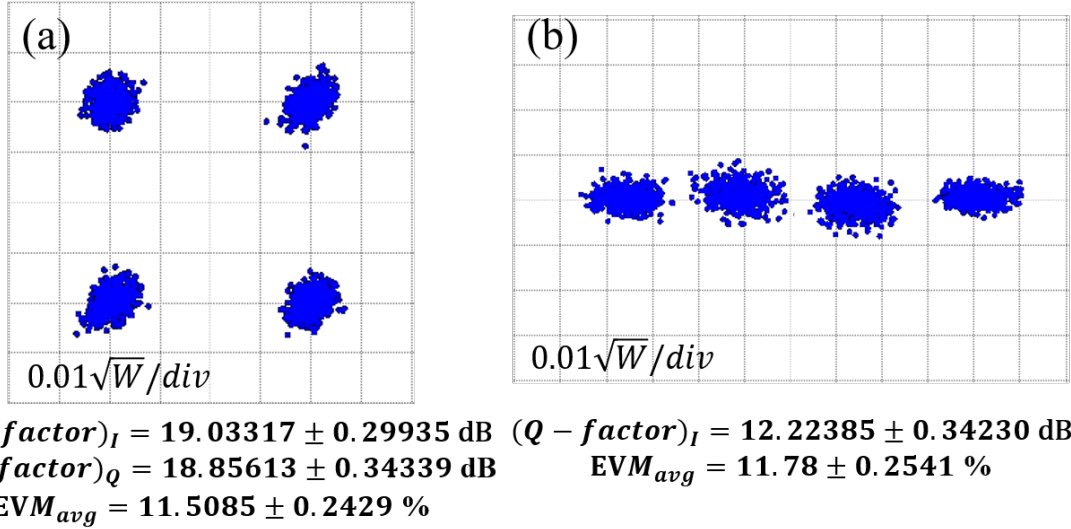 (a)
(b)
0.01√W/div
0.01√W/div
factor)_I = 19.03317 ± 0.29935 dB
factor)_Q = 18.85613 ± 0.34339 dB
EVM_avg = 11.5085 ± 0.2429 %
(Q − factor)_I = 12.22385 ± 0.34230 dB
EVM_avg = 11.78 ± 0.2541 %